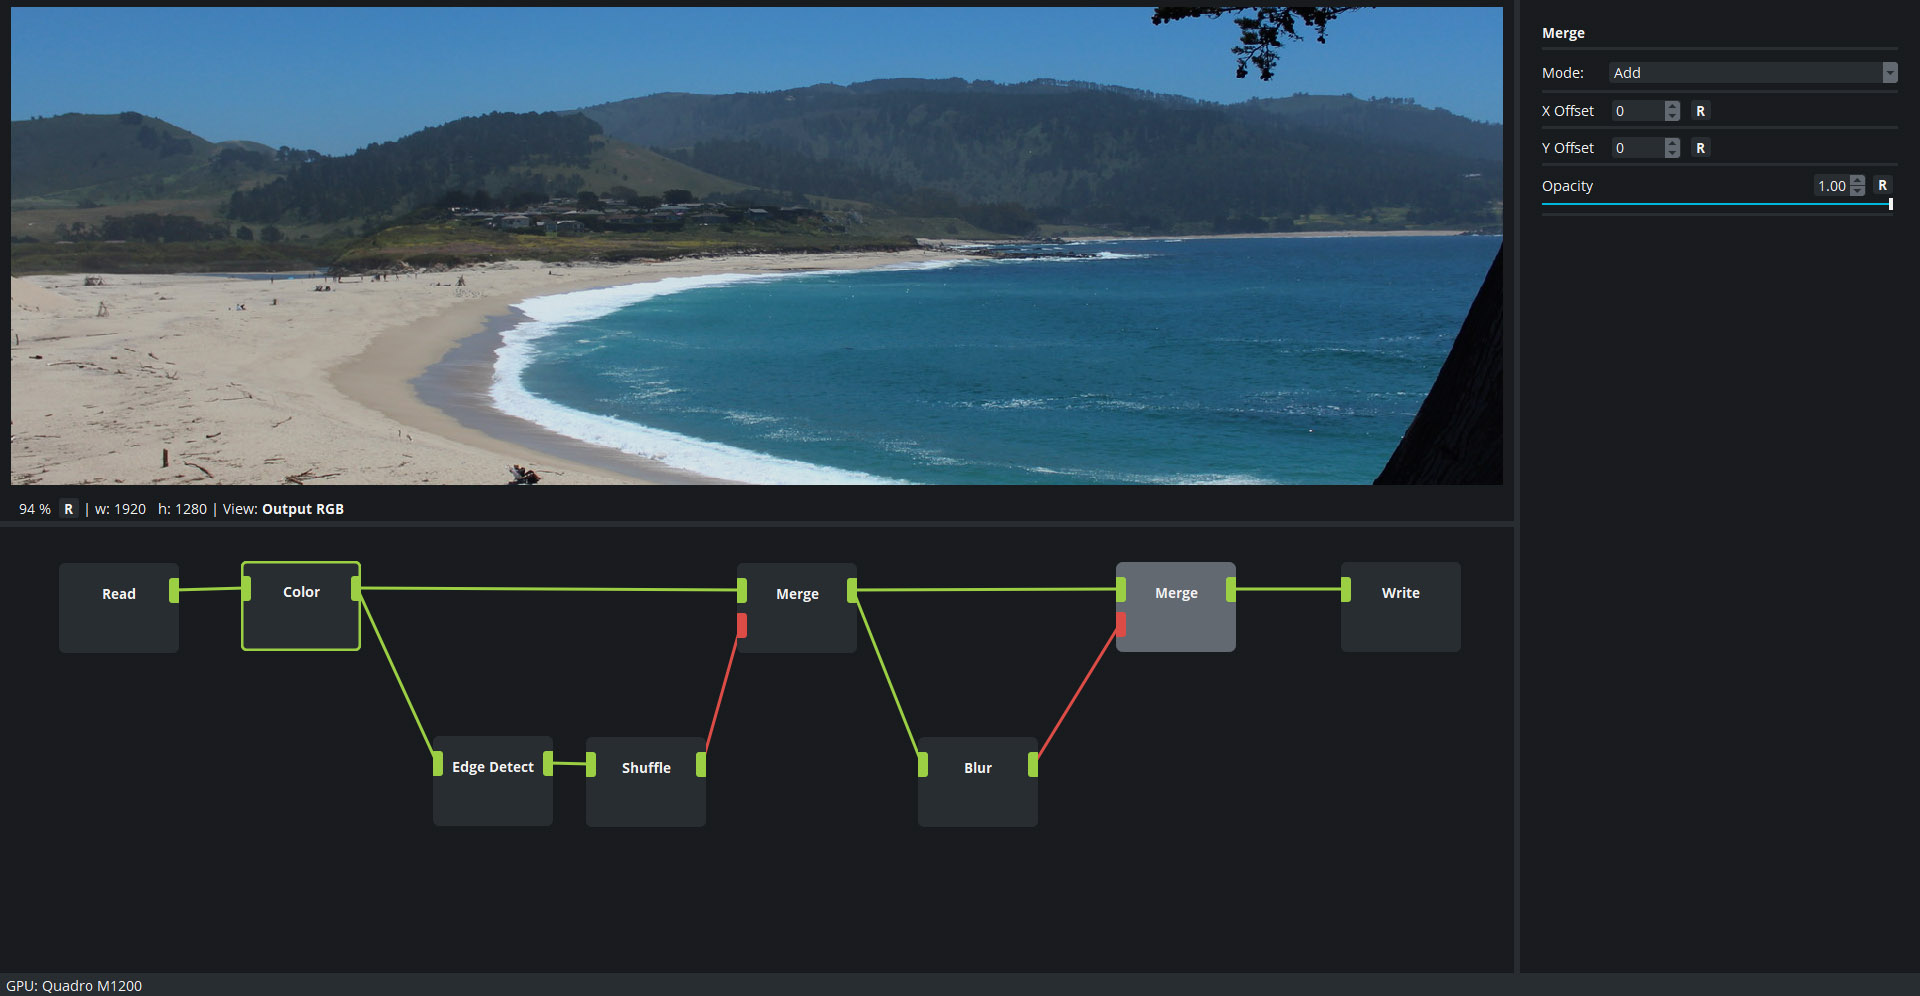 Merge
Mode: Add
X Offset 0 R
Y Offset 0 R
Opacity 1.00 R
94 % R | w: 1920 h: 1280 | View: Output RGB
Read
Color
Merge
Merge
Write
Edge Detect
Shuffle
Blur
GPU: Quadro M1200